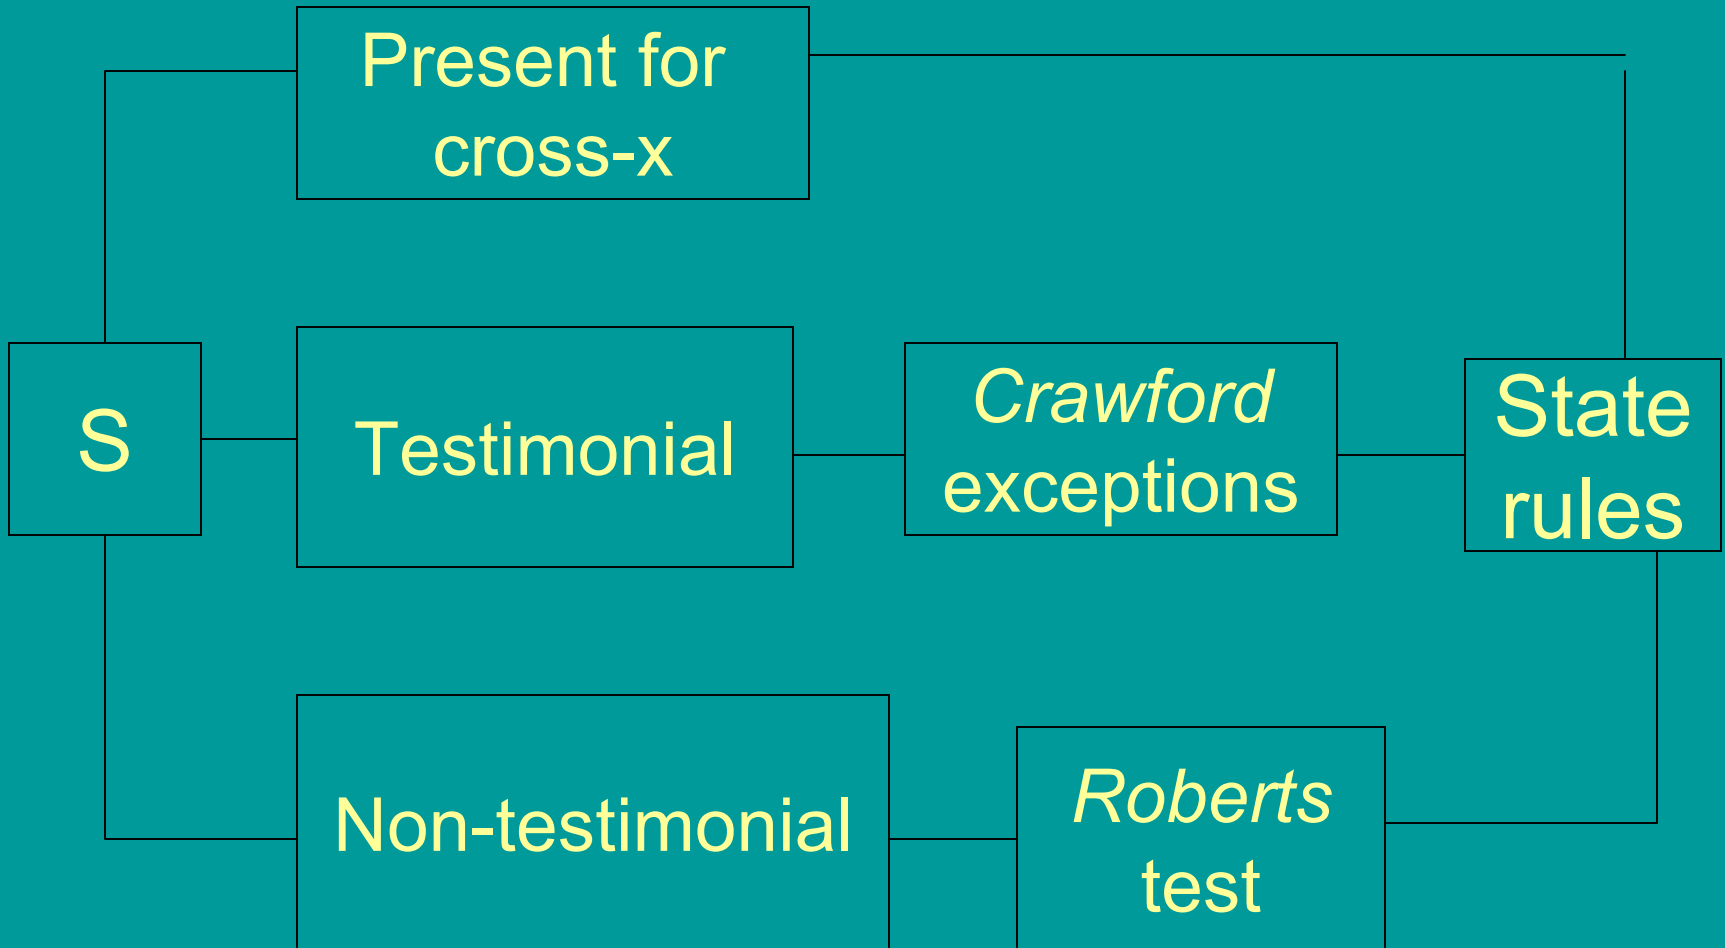 Present for
cross-x
S
Testimonial
Crawford
exceptions
State
rules
Non-testimonial
Roberts
test